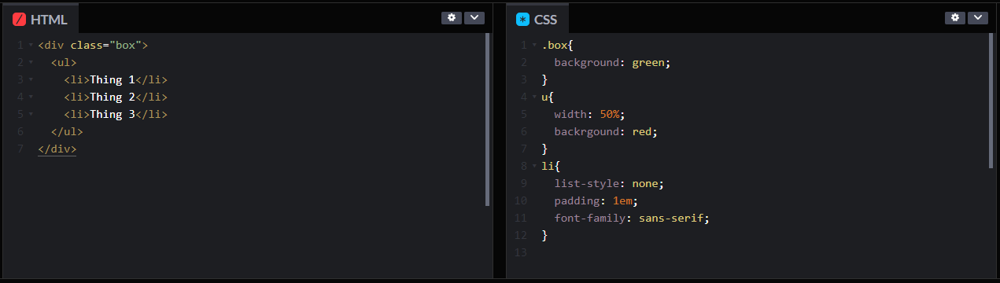 HTML
1 <div class="box">
2   <ul>
3     <li>Thing 1</li>
4     <li>Thing 2</li>
5     <li>Thing 3</li>
6   </ul>
7 </div>
CSS
1 .box{
2   background: green;
3 }
4 u{
5   width: 50%;
6   backrgound: red;
7 }
8 li{
9   list-style: none;
10   padding: 1em;
11   font-family: sans-serif;
12 }
13